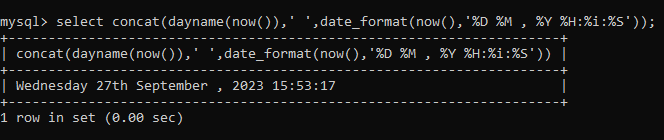 mysql> select concat(dayname(now()),' ',date_format(now(),'%D %M , %Y %H:%i:%S'));
+--------------------------------------------------------------------+
| concat(dayname(now()),' ',date_format(now(),'%D %M , %Y %H:%i:%S')) |
+--------------------------------------------------------------------+
| Wednesday 27th September , 2023 15:53:17                            |
+--------------------------------------------------------------------+
1 row in set (0.00 sec)